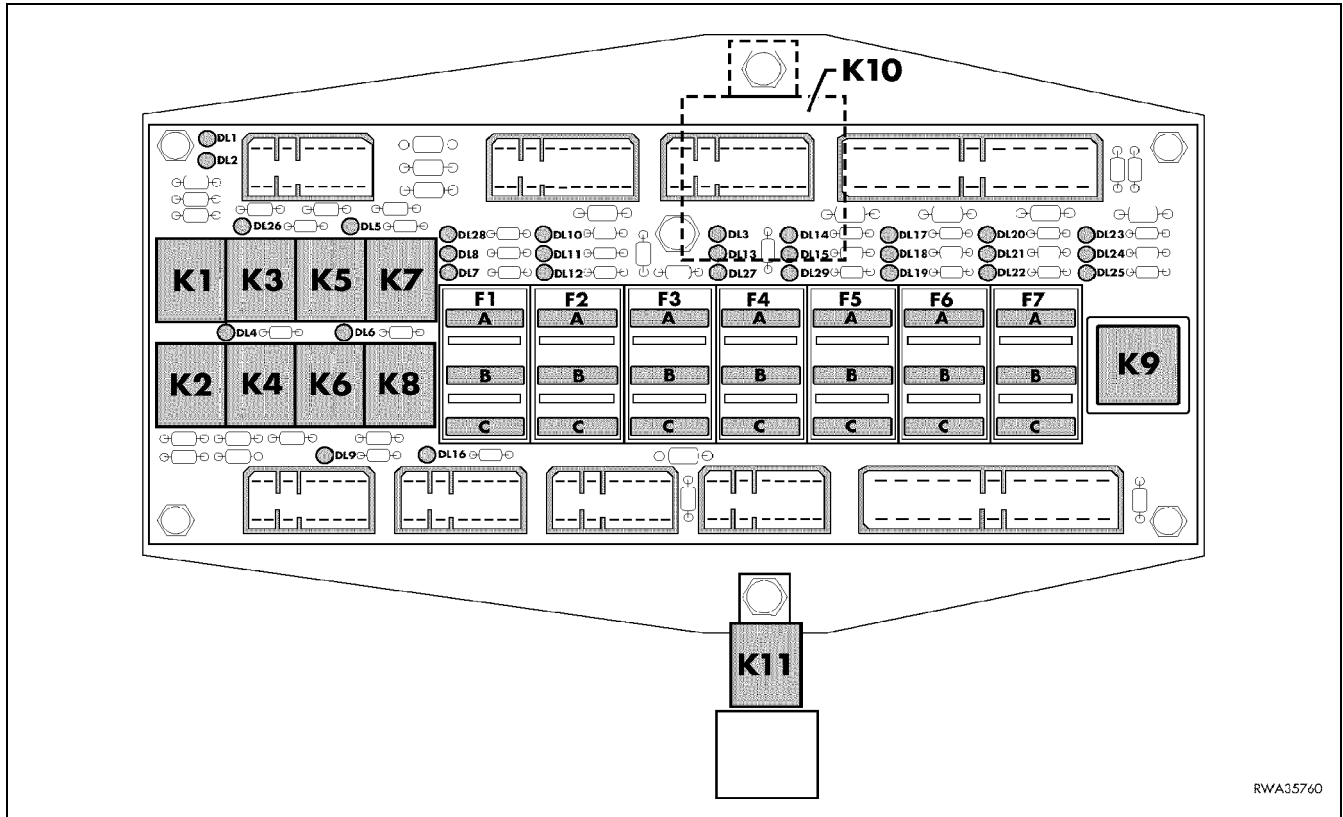 K10
DL1
DL2
DL26 DL5
DL28 DL10 DL3 DL14 DL17 DL20 DL23
DL8 DL11 DL13 DL15 DL18 DL21 DL24
DL7 DL12 DL27 DL29 DL19 DL22 DL25
K1 K3 K5 K7
F1 F2 F3 F4 F5 F6 F7
A A A A A A A
DL4 DL6
B B B B B B B
K9
K2 K4 K6 K8
C C C C C C C
DL9 DL16
K11
RWA35760